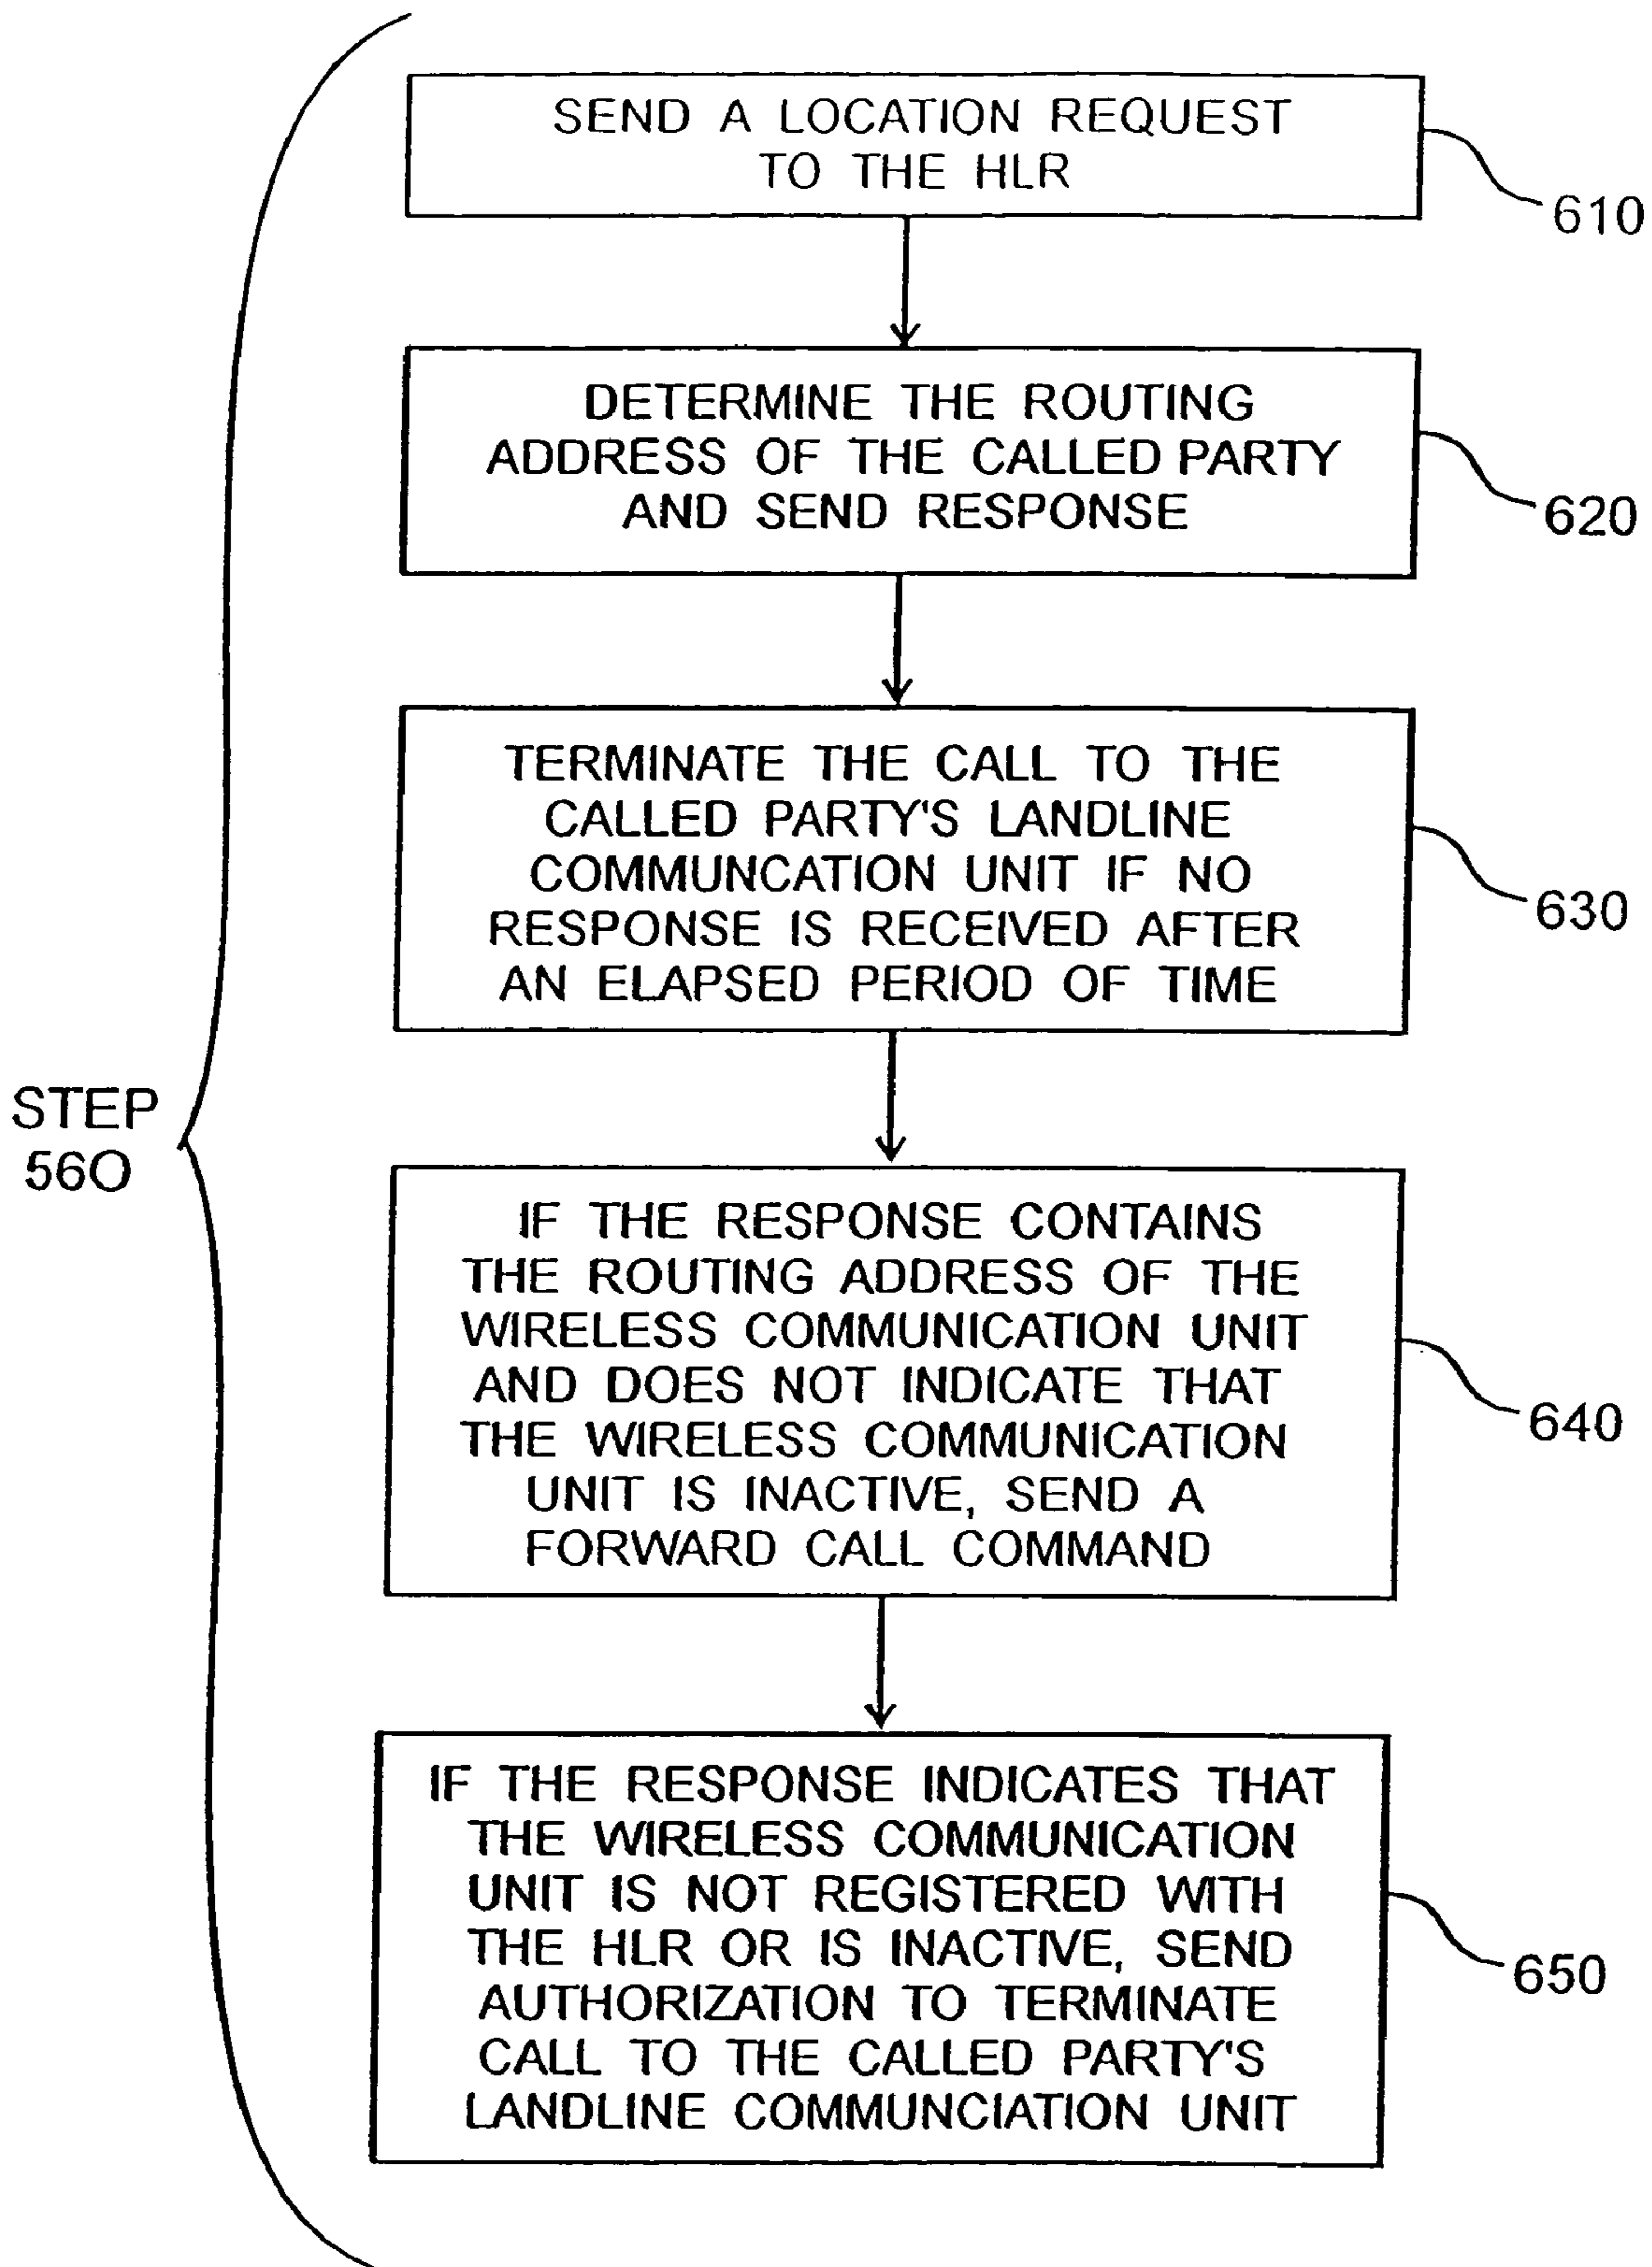 SEND A LOCATION REQUEST
TO THE HLR
610
DETERMINE THE ROUTING
ADDRESS OF THE CALLED PARTY
AND SEND RESPONSE
620
TERMINATE THE CALL TO THE
CALLED PARTY'S LANDLINE
COMMUNCATION UNIT IF NO
RESPONSE IS RECEIVED AFTER
AN ELAPSED PERIOD OF TIME
630
STEP
56O
IF THE RESPONSE CONTAINS
THE ROUTING ADDRESS OF THE
WIRELESS COMMUNICATION UNIT
AND DOES NOT INDICATE THAT
THE WIRELESS COMMUNICATION
UNIT IS INACTIVE, SEND A
FORWARD CALL COMMAND
640
IF THE RESPONSE INDICATES THAT
THE WIRELESS COMMUNICATION
UNIT IS NOT REGISTERED WITH
THE HLR OR IS INACTIVE, SEND
AUTHORIZATION TO TERMINATE
CALL TO THE CALLED PARTY'S
LANDLINE COMMUNCIATION UNIT
650